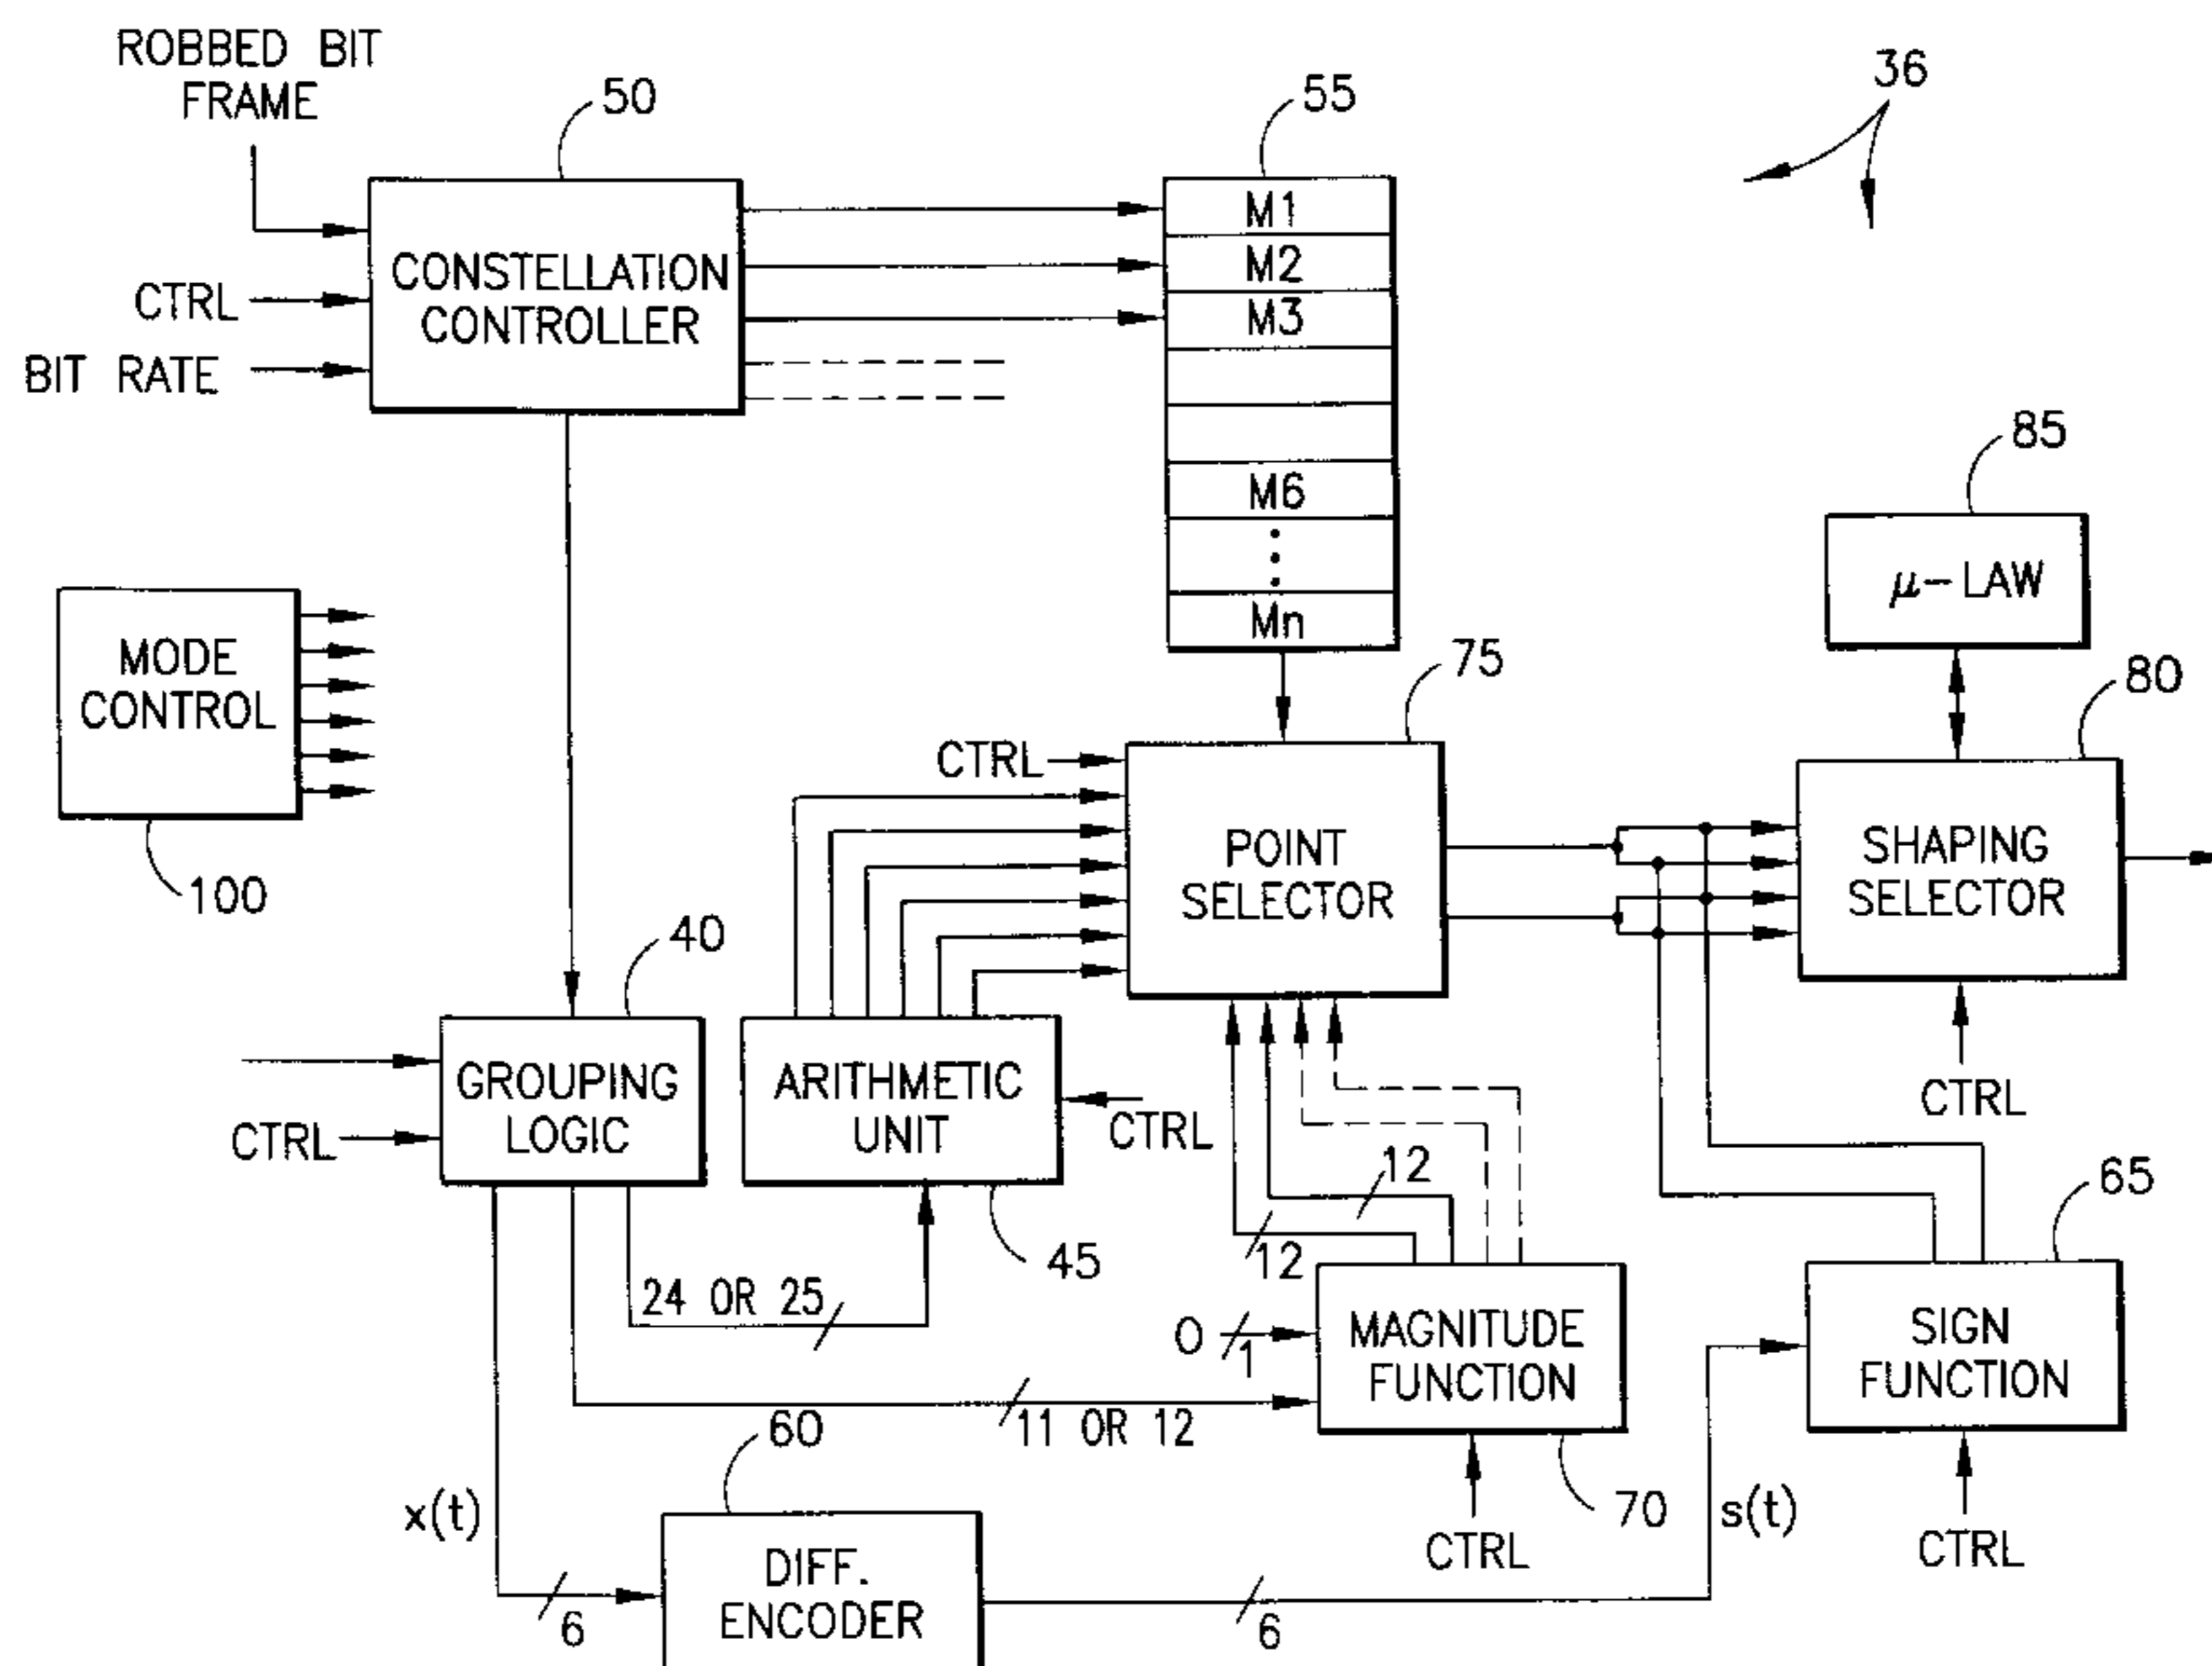 ROBBED BIT
FRAME
50
55
36
M1
CONSTELLATION
CONTROLLER
M2
CTRL
M3
BIT RATE
85
M6
μ-LAW
MODE
CONTROL
Mn
75
80
CTRL
POINT
SELECTOR
SHAPING
SELECTOR
100
40
GROUPING
LOGIC
ARITHMETIC
UNIT
CTRL
CTRL
CTRL
12
65
12
45
24 OR 25
0
1
MAGNITUDE
FUNCTION
SIGN
FUNCTION
11 OR 12
60
x(t)
70
s(t)
CTRL
CTRL
DIFF.
ENCODER
6
6